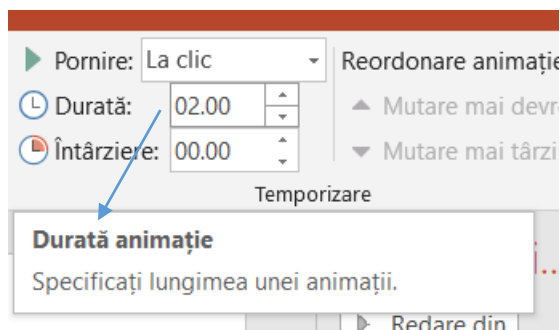 Pornire: La clic Reordonare animație
Durată: 02.00 Mutare mai devr
Întârziere: 00.00 Mutare mai târzi
Temporizare
Durată animație
Specificați lungimea unei animații.
Redare din